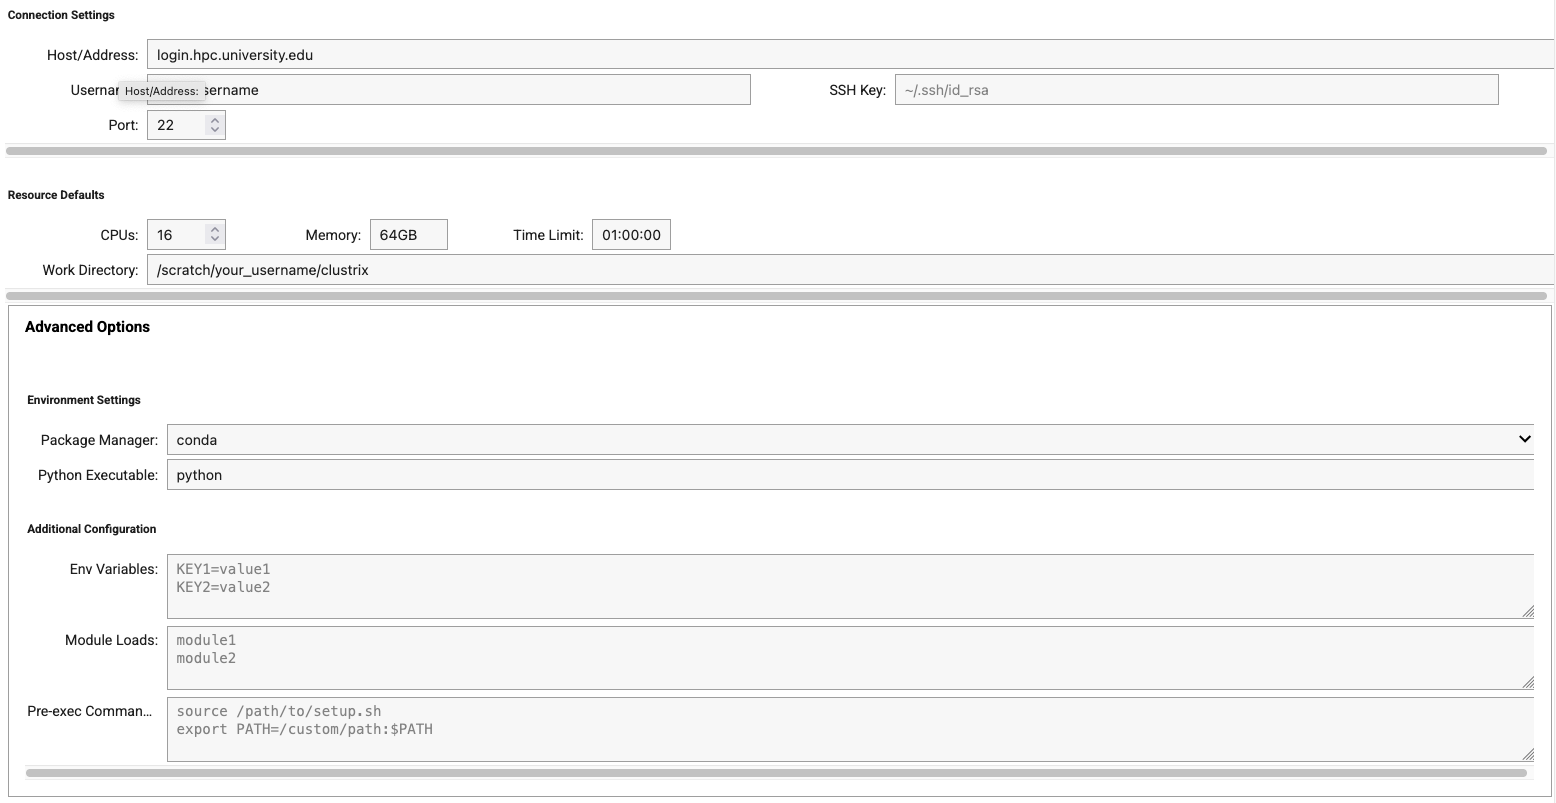 Connection Settings
Host/Address: login.hpc.university.edu
Host/Address:
SSH Key: ~/.ssh/id_rsa
Port: 22
Resource Defaults
CPUs: 16 Memory: 64GB Time Limit: 01:00:00
Work Directory: /scratch/your_username/clustrix
Advanced Options
Environment Settings
Package Manager: conda
Python Executable: python
Additional Configuration
Env Variables: KEY1=value1
KEY2=value2
Module Loads: module1
module2
Pre-exec Comman... source /path/to/setup.sh
export PATH=/custom/path:$PATH